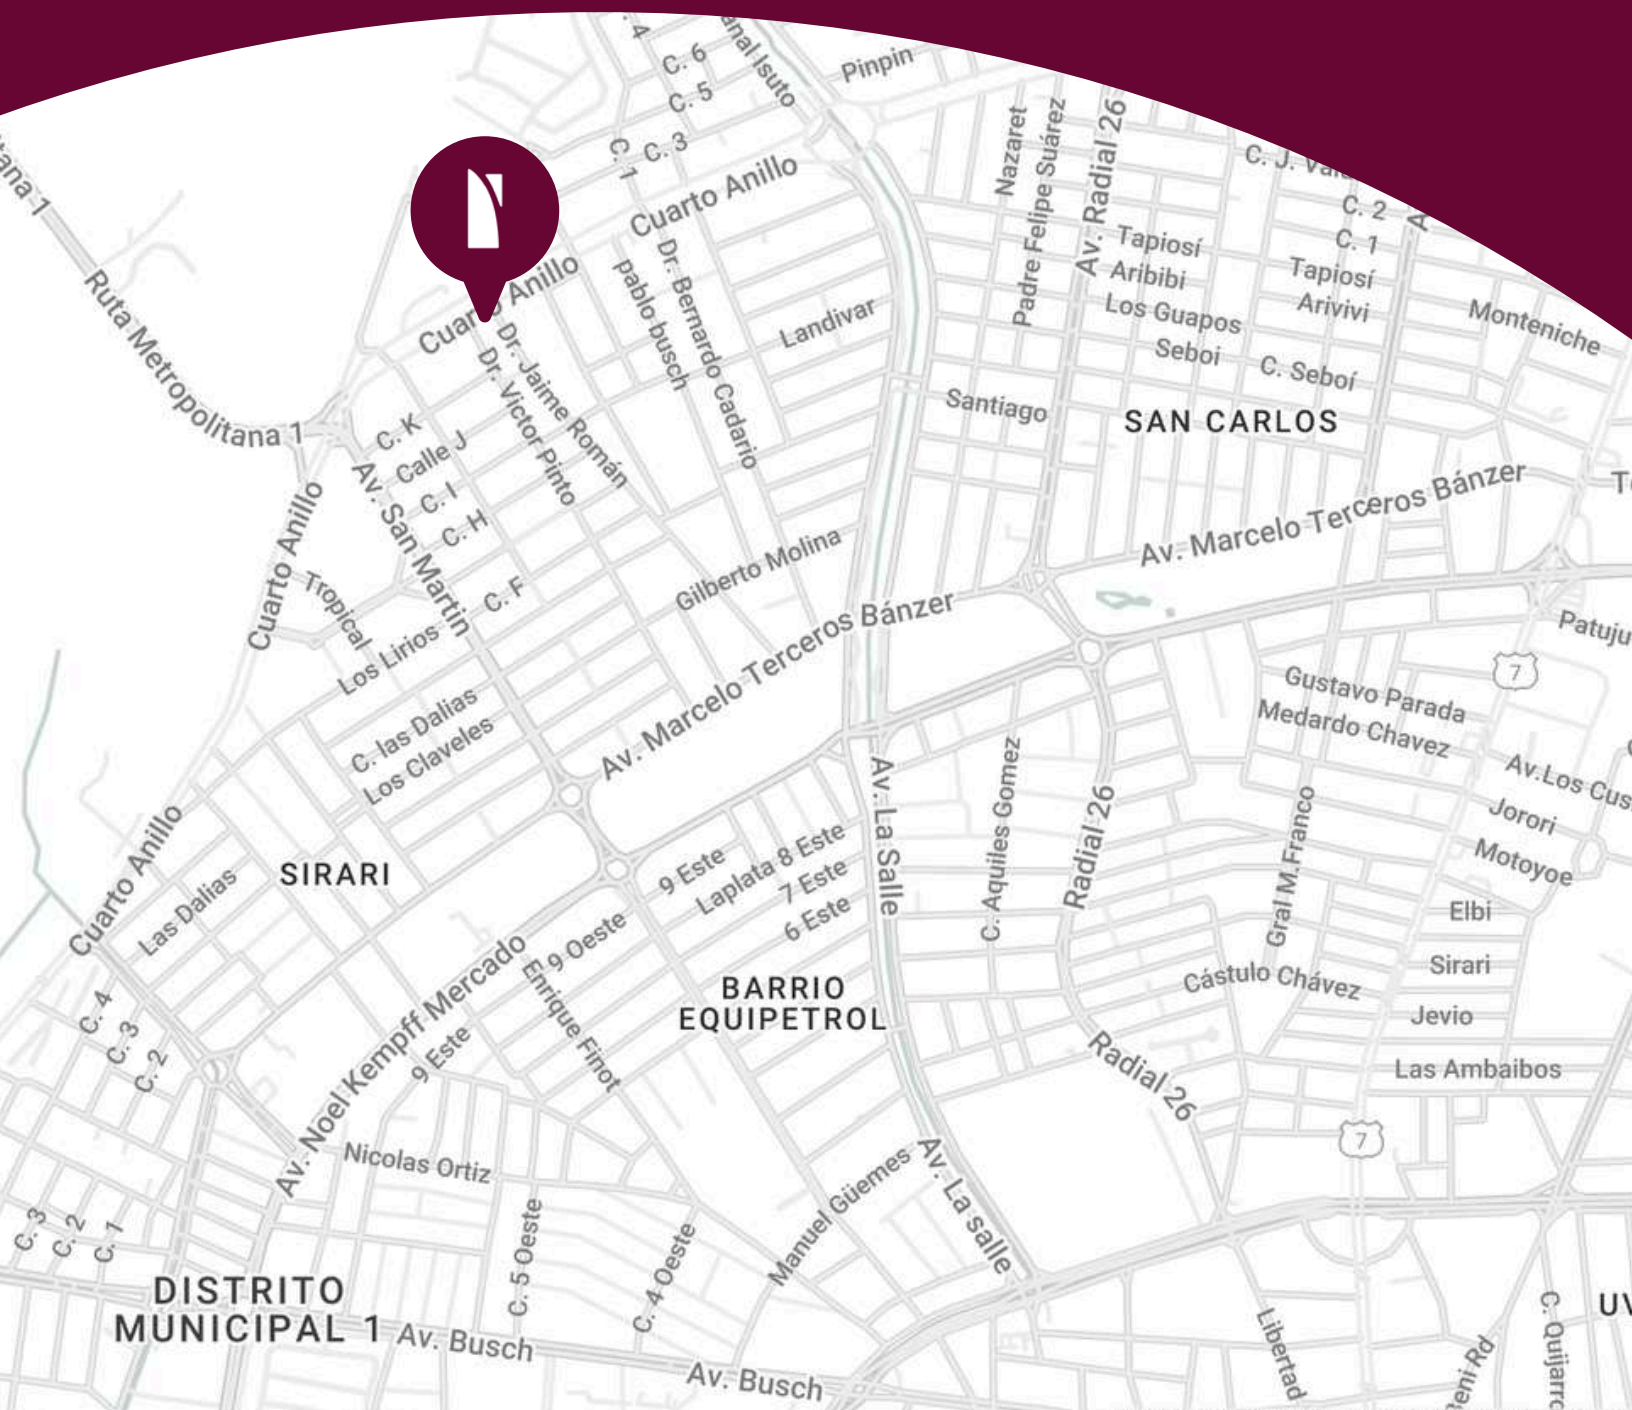 C. 6
C. 5
C. 3
C. 1
Isuto
Pinpin
Nazaret
Padre Felipe Suárez
Av. Radial 26
C. 2
C. 1
Cuarto Anillo
Ruta Metropolitana 1
Cuarto Anillo
Tapiosí
Aribibi
Los Guapos
Seboi
Tapiosí
Arivivi
C. Seboí
Monteniche
pablo busch
Dr. Bernardo Cadario
Landivar
Dr. Jaime Román
Dr. Victor Pinto
Santiago
SAN CARLOS
C. K
Calle J
C. I
C. H
C. F
Av. San Martin
Cuarto Anillo
Tropical
Los Lirios
Gilberto Molina
Av. Marcelo Terceros Bánzer
Av. Marcelo Terceros Bánzer
C. las Dalias
Los Claveles
7
Gustavo Parada
Medardo Chavez
Jorori
Motoyoe
Cuarto Anillo
SIRARI
Las Dalias
9 Este
Laplata 8 Este
7 Este
6 Este
Av. La Salle
C. Aquiles Gomez
Radial 26
Gral M.Franco
Elbi
Sirari
Jevio
Las Ambaibos
Cástulo Chávez
9 Oeste
Enrique Finot
BARRIO
EQUIPETROL
Av. Noel Kempff Mercado
9 Este
C. 4
C. 3
C. 2
Radial 26
7
Nicolas Ortiz
Manuel Güemes
Av. La salle
C. 3
C. 2
C. 1
C. 5 Oeste
C. 4 Oeste
DISTRITO
MUNICIPAL 1
Av. Busch
Av. Busch
Libertad